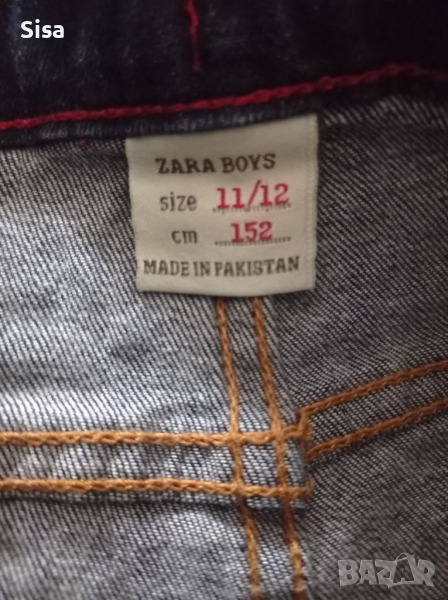 Sisa
ZARA BOYS
size 11/12
cm 152
MADE IN PAKISTAN
BAZAR